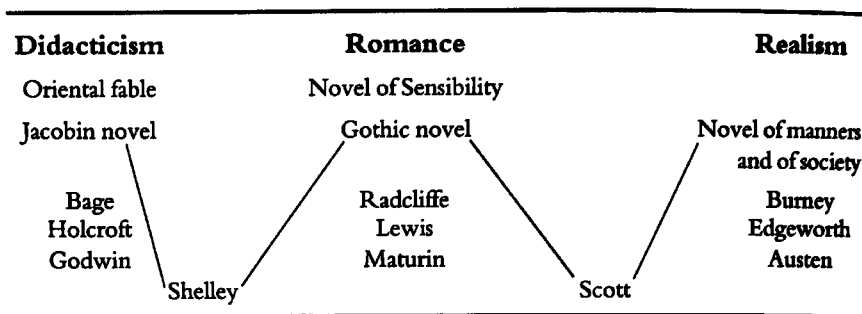 Didacticism Romance Realism
Oriental fable Novel of Sensibility
Jacobin novel Gothic novel Novel of manners
and of society
Bage Radcliffe Burney
Holcroft Lewis Edgeworth
Godwin Maturin Austen
Shelley Scott